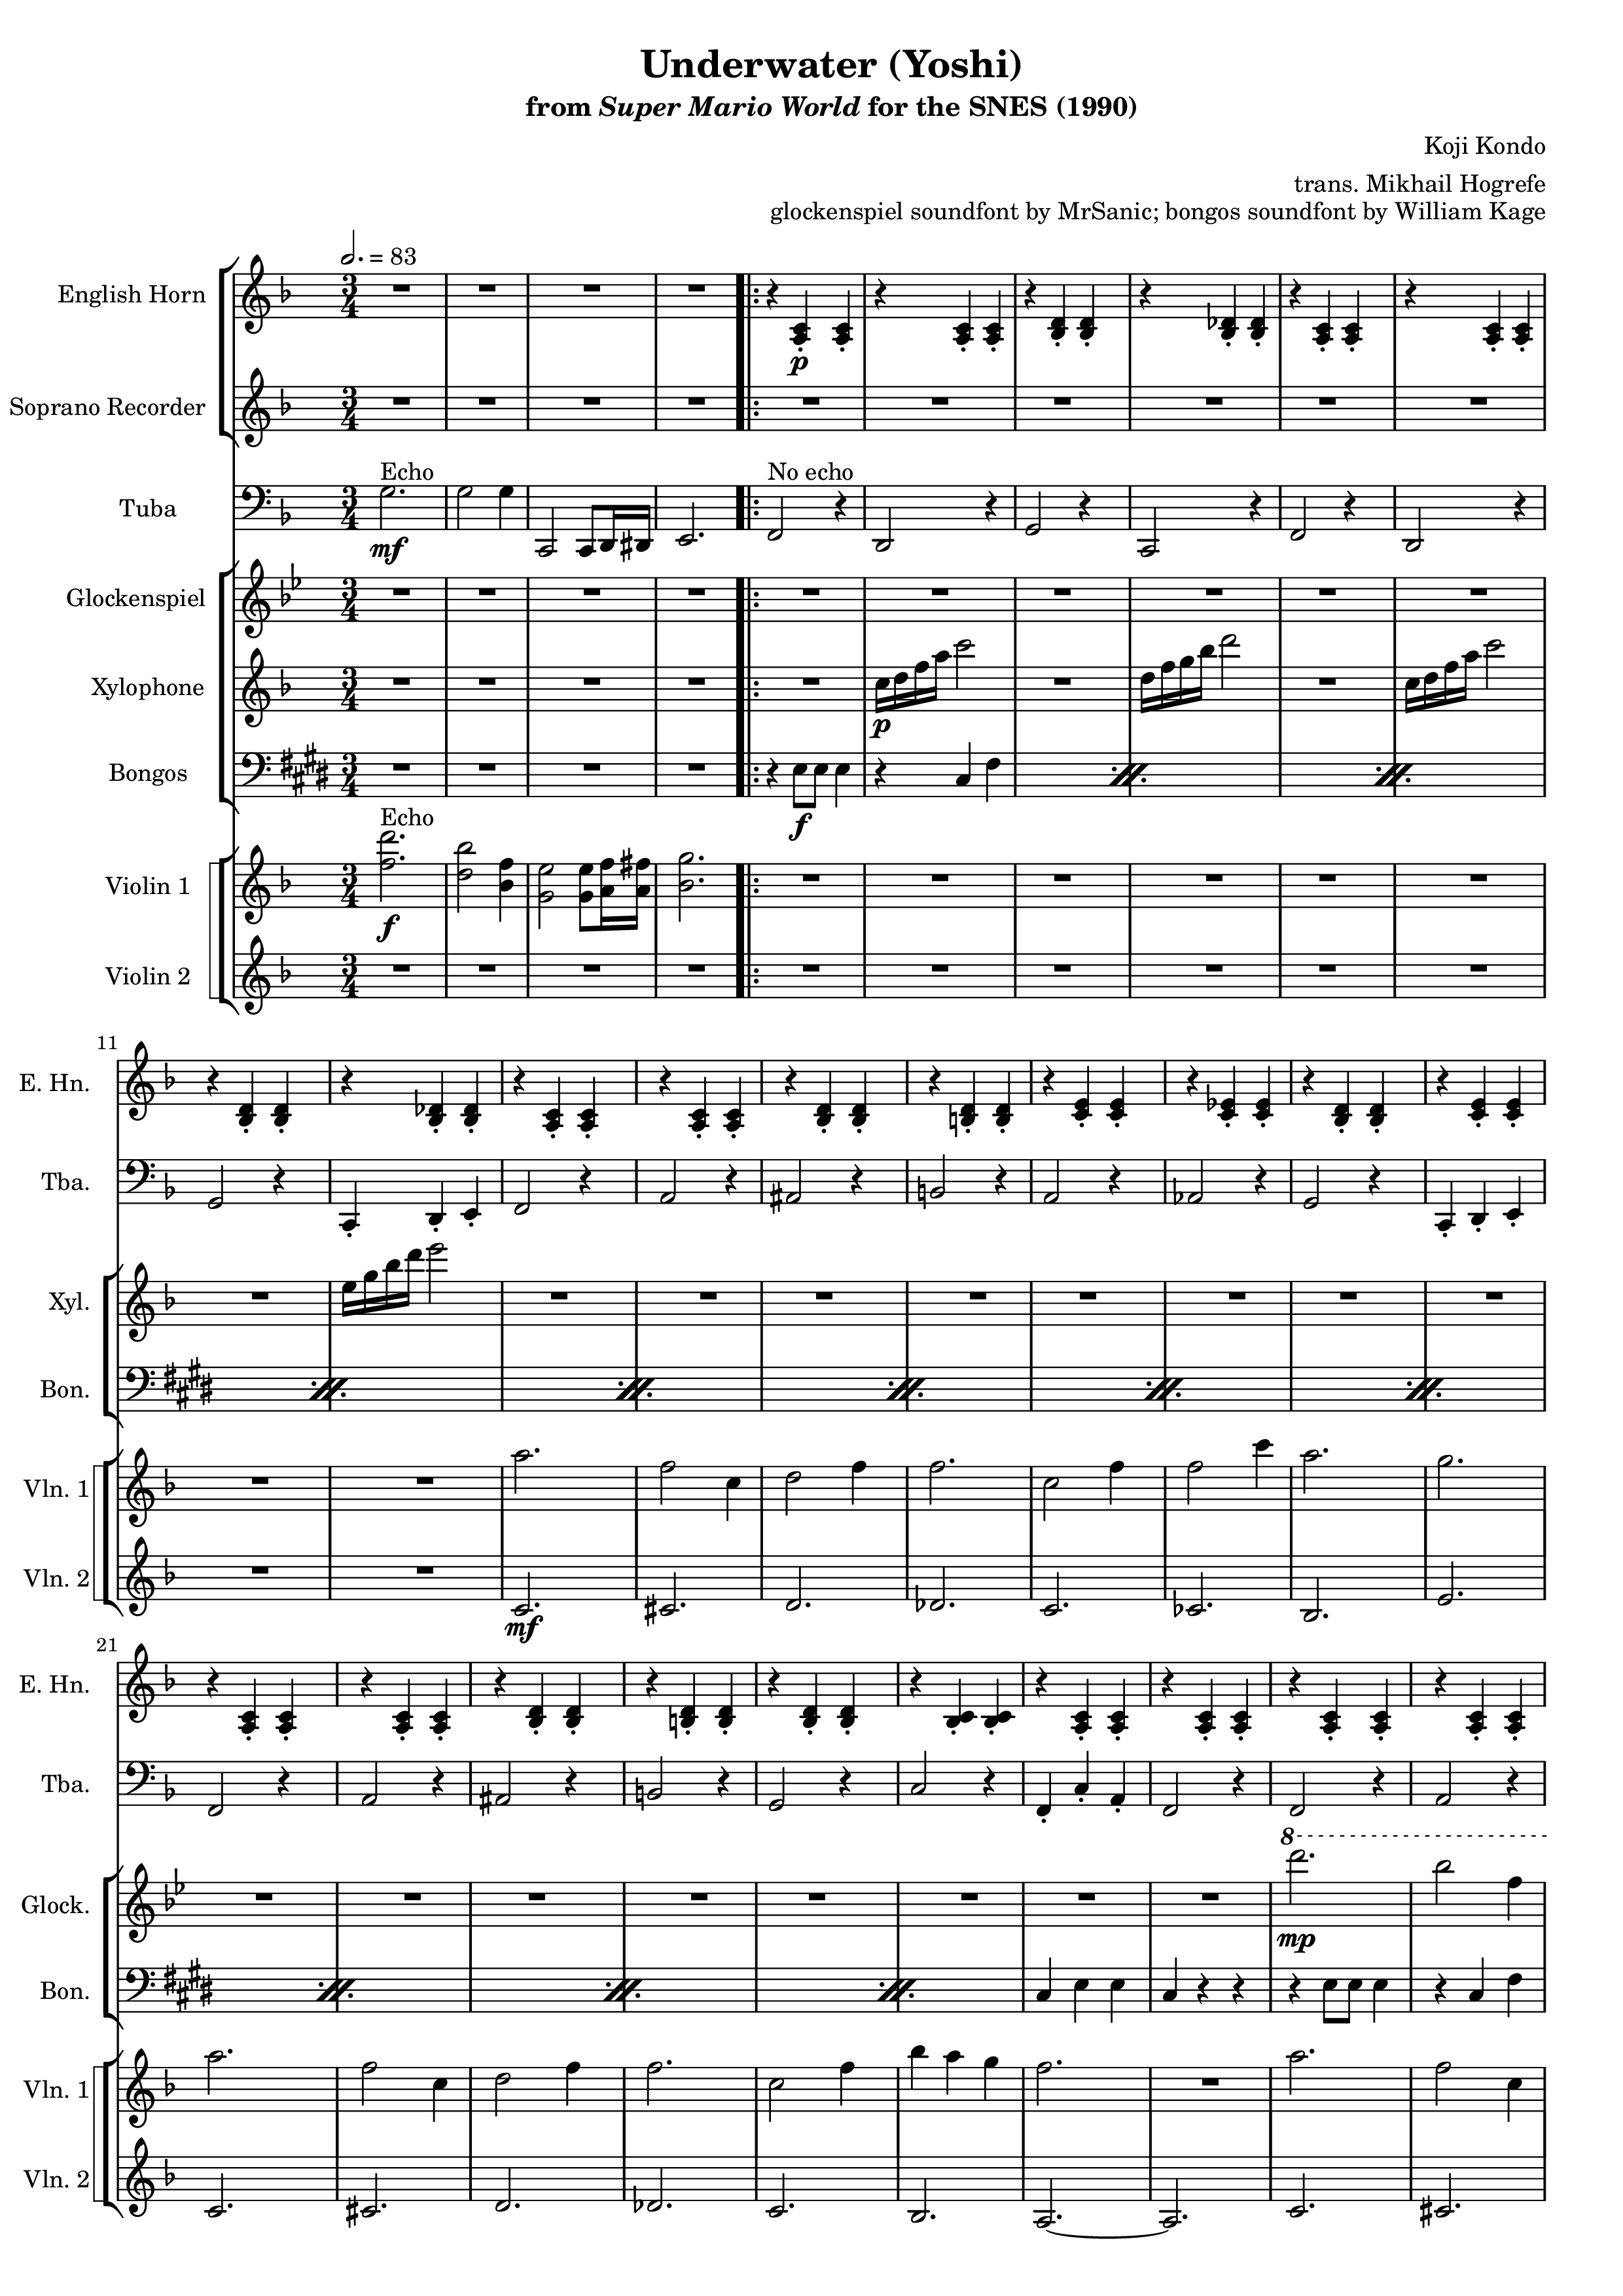 Underwater (Yoshi)
from Super Mario World for the SNES (1990)
Koji Kondo
trans. Mikhail Hogrefe
glockenspiel soundfont by MrSanic; bongos soundfont by William Kage
= 83
English Horn
p
Soprano Recorder
Echo
No echo
Tuba
mf
Glockenspiel
Xylophone
p
Bongos
f
Echo
Violin 1
f
Violin 2
11
E. Hn.
Tba.
Xyl.
Bon.
Vln. 1
Vln. 2
mf
21
E. Hn.
Tba.
8
Glock.
mp
Bon.
Vln. 1
Vln. 2